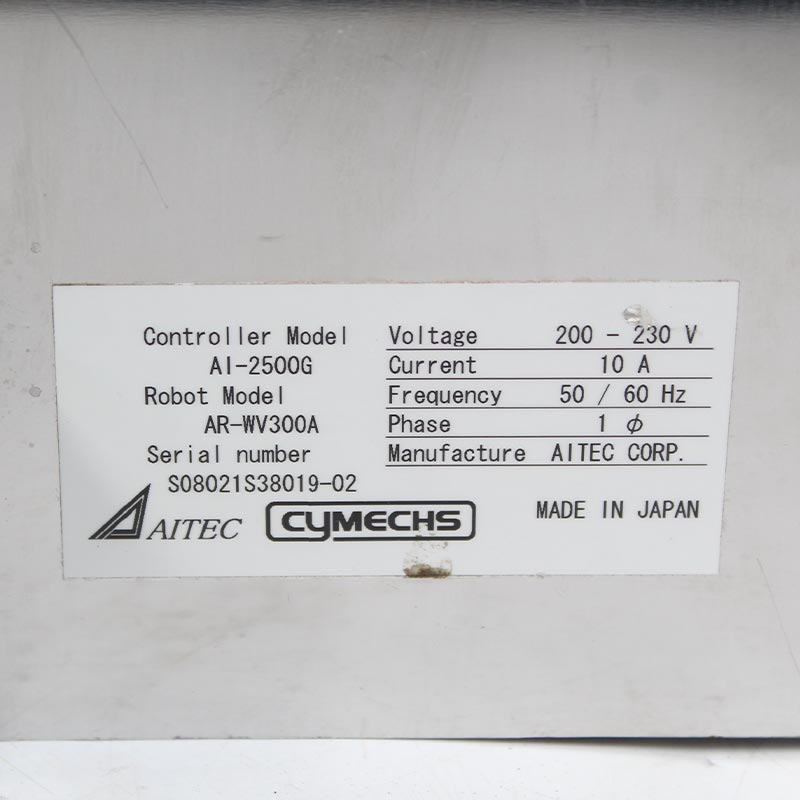 Controller Model
AI-2500G
Robot Model
AR-WV300A
Serial number
S08021S38019-02
AITEC
CYMECHS
Voltage 200 - 230 V
Current 10 A
Frequency 50 / 60 Hz
Phase 1 ϕ
Manufacture AITEC CORP.
MADE IN JAPAN